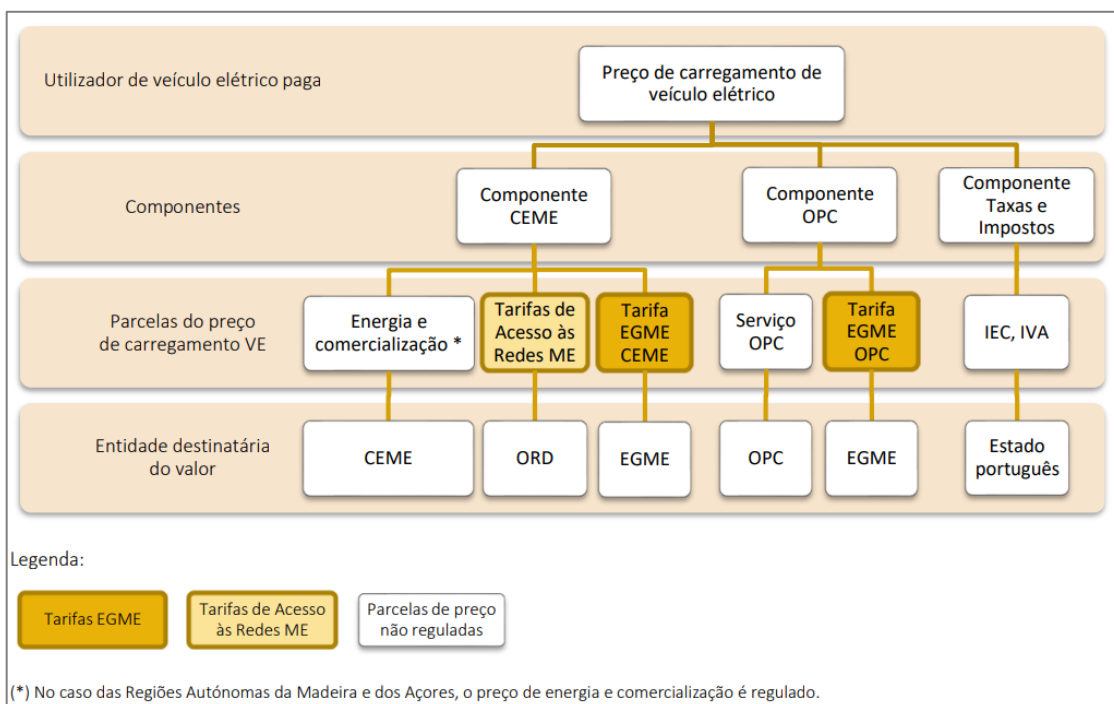 Utilizador de veículo elétrico paga
Preço de carregamento de
veículo elétrico
Componentes
Componente
CEME
Componente
OPC
Componente
Taxas e
Impostos
Parcelas do preço
de carregamento VE
Energia e
comercialização *
Tarifas de
Acesso às
Redes ME
Tarifa
EGME
CEME
Serviço
OPC
Tarifa
EGME
OPC
IEC, IVA
Entidade destinatária
do valor
CEME
ORD
EGME
OPC
EGME
Estado
português
Legenda:
Tarifas EGME
Tarifas de Acesso
às Redes ME
Parcelas de preço
não reguladas
(*) No caso das Regiões Autónomas da Madeira e dos Açores, o preço de energia e comercialização é regulado.